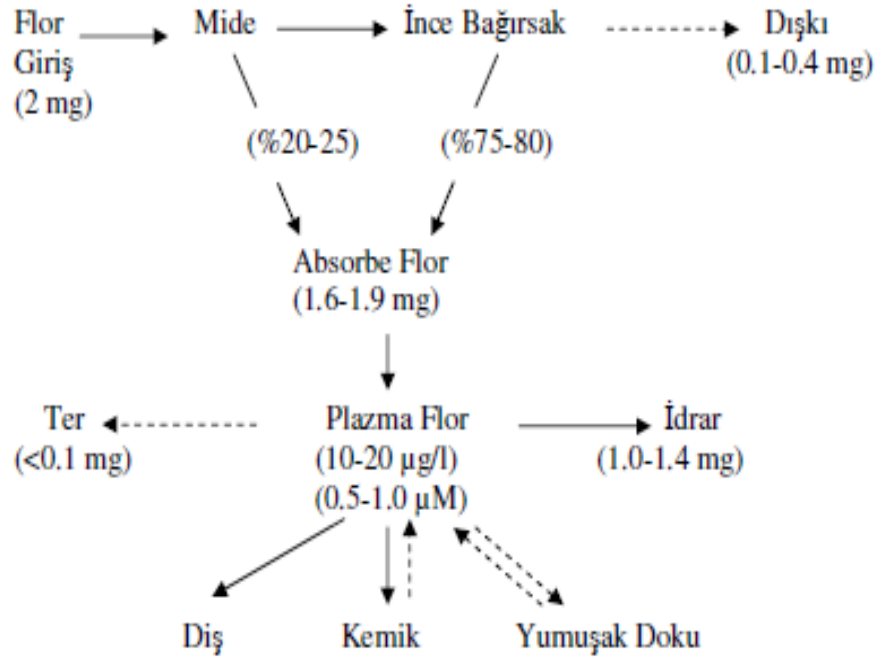 Flor
Giriş
(2 mg)
Mide
İnce Bağırsak
Dışkı
(0.1-0.4 mg)
(%20-25)
(%75-80)
Absorbe Flor
(1.6-1.9 mg)
Ter
(<0.1 mg)
Plazma Flor
(10-20 µg/l)
(0.5-1.0 µM)
İdrar
(1.0-1.4 mg)
Diş
Kemik
Yumuşak Doku